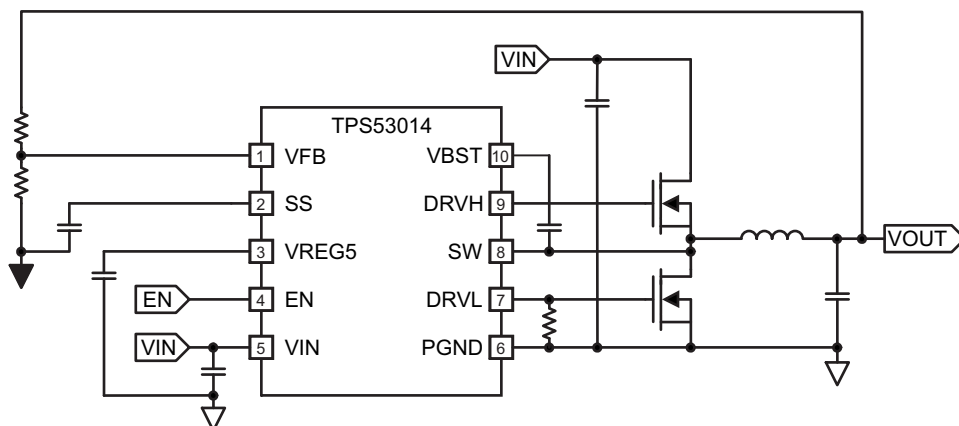 VIN
TPS53014
1 VFB VBST 10
2 SS DRVH 9
3 VREG5 SW 8
VOUT
EN 4 EN DRVL 7
VIN 5 VIN PGND 6